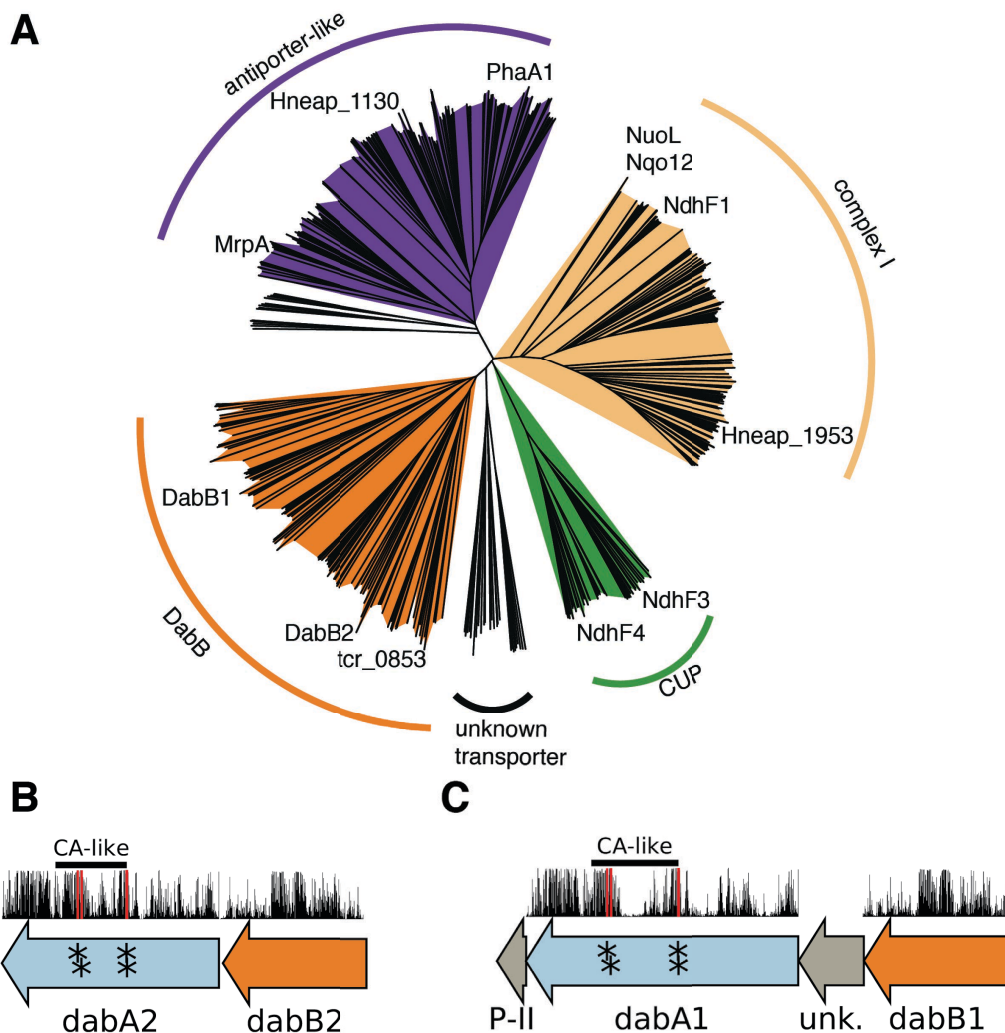 A
antiporter-like
PhaA1
Hneap_1130
NuoL
Nqo12
NdhF1
complex I
MrpA
Hneap_1953
DabB1
NdhF3
DabB2
NdhF4
tcr_0853
DabB
CUP
unknown
transporter
B
C
CA-like
CA-like
**
**
**
**
dabA2
dabB2
P-II
dabA1
unk.
dabB1